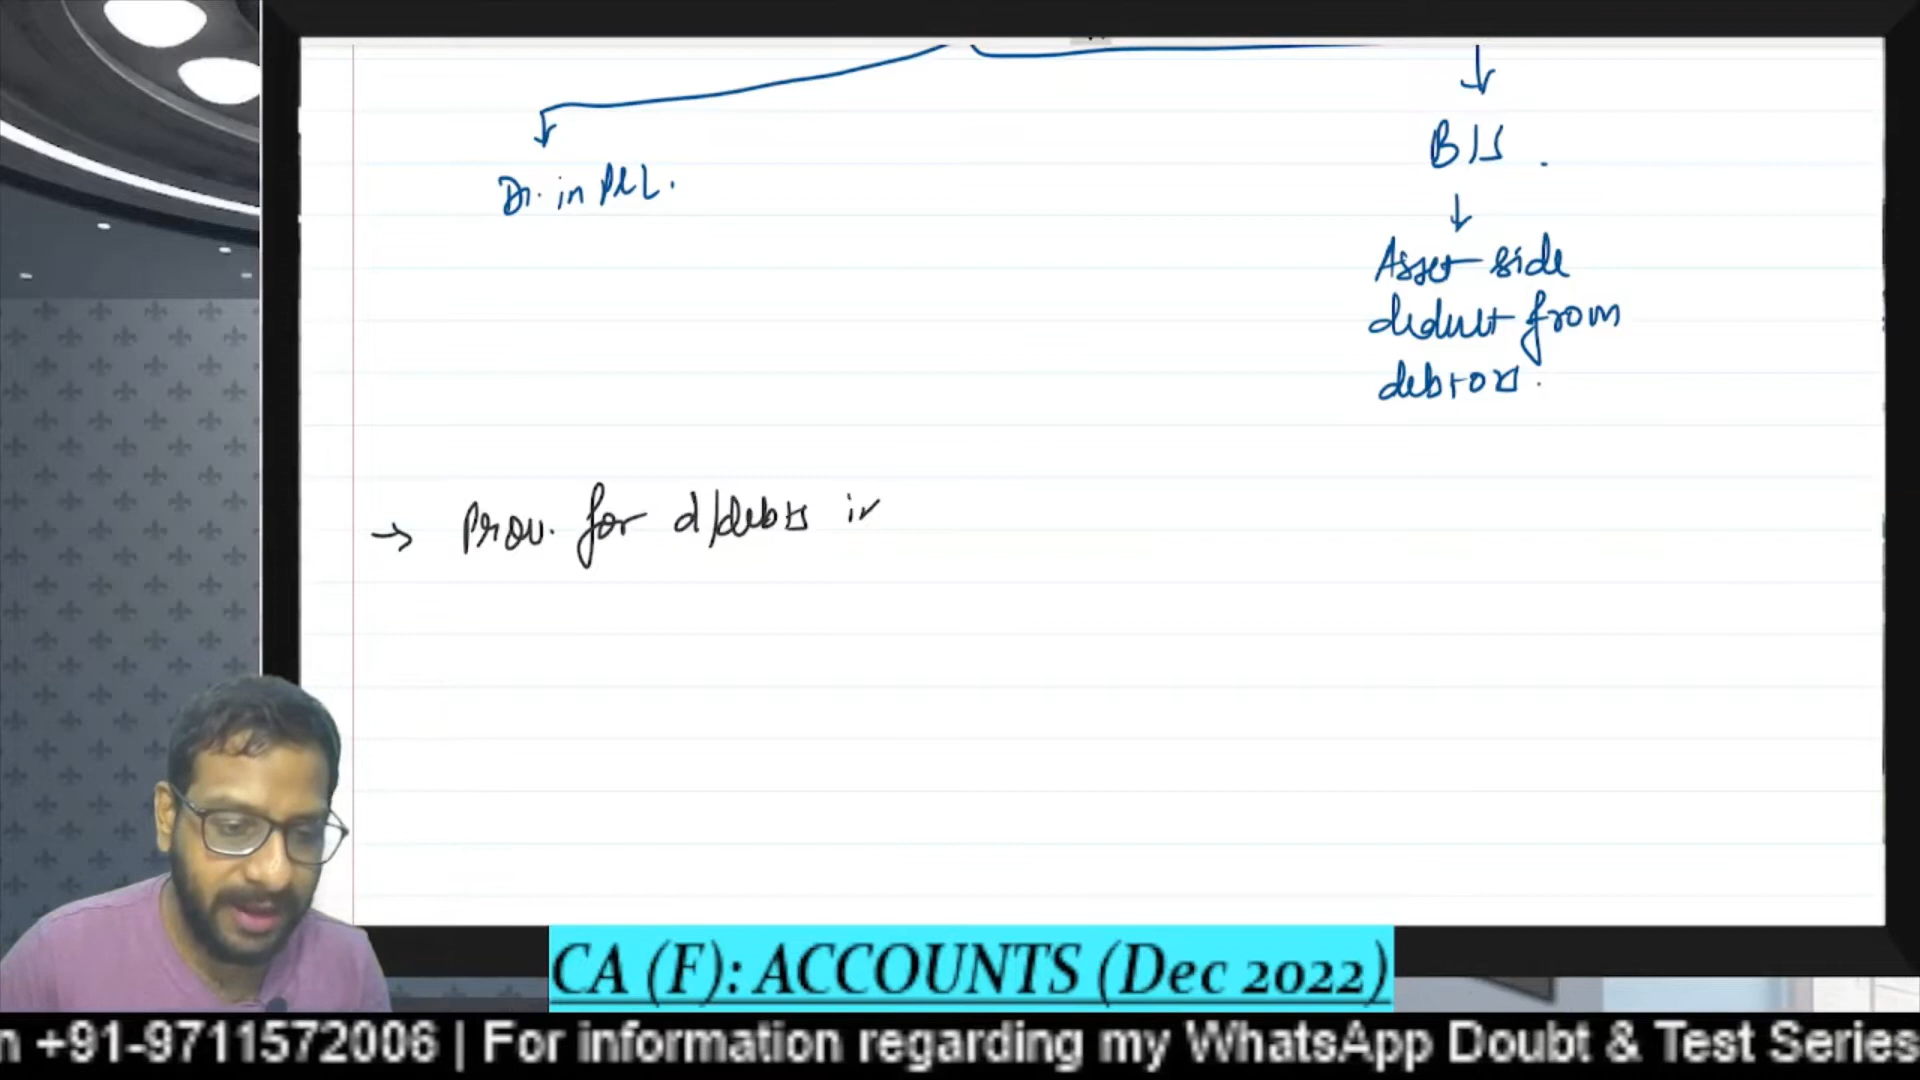 Dr. in P&L.
B/S.
Asset side
deduct from
debtors.
→ Prov. for d/debts in
CA (F): ACCOUNTS (Dec 2022)
+91-9711572006 | For information regarding my WhatsApp Doubt & Test Series